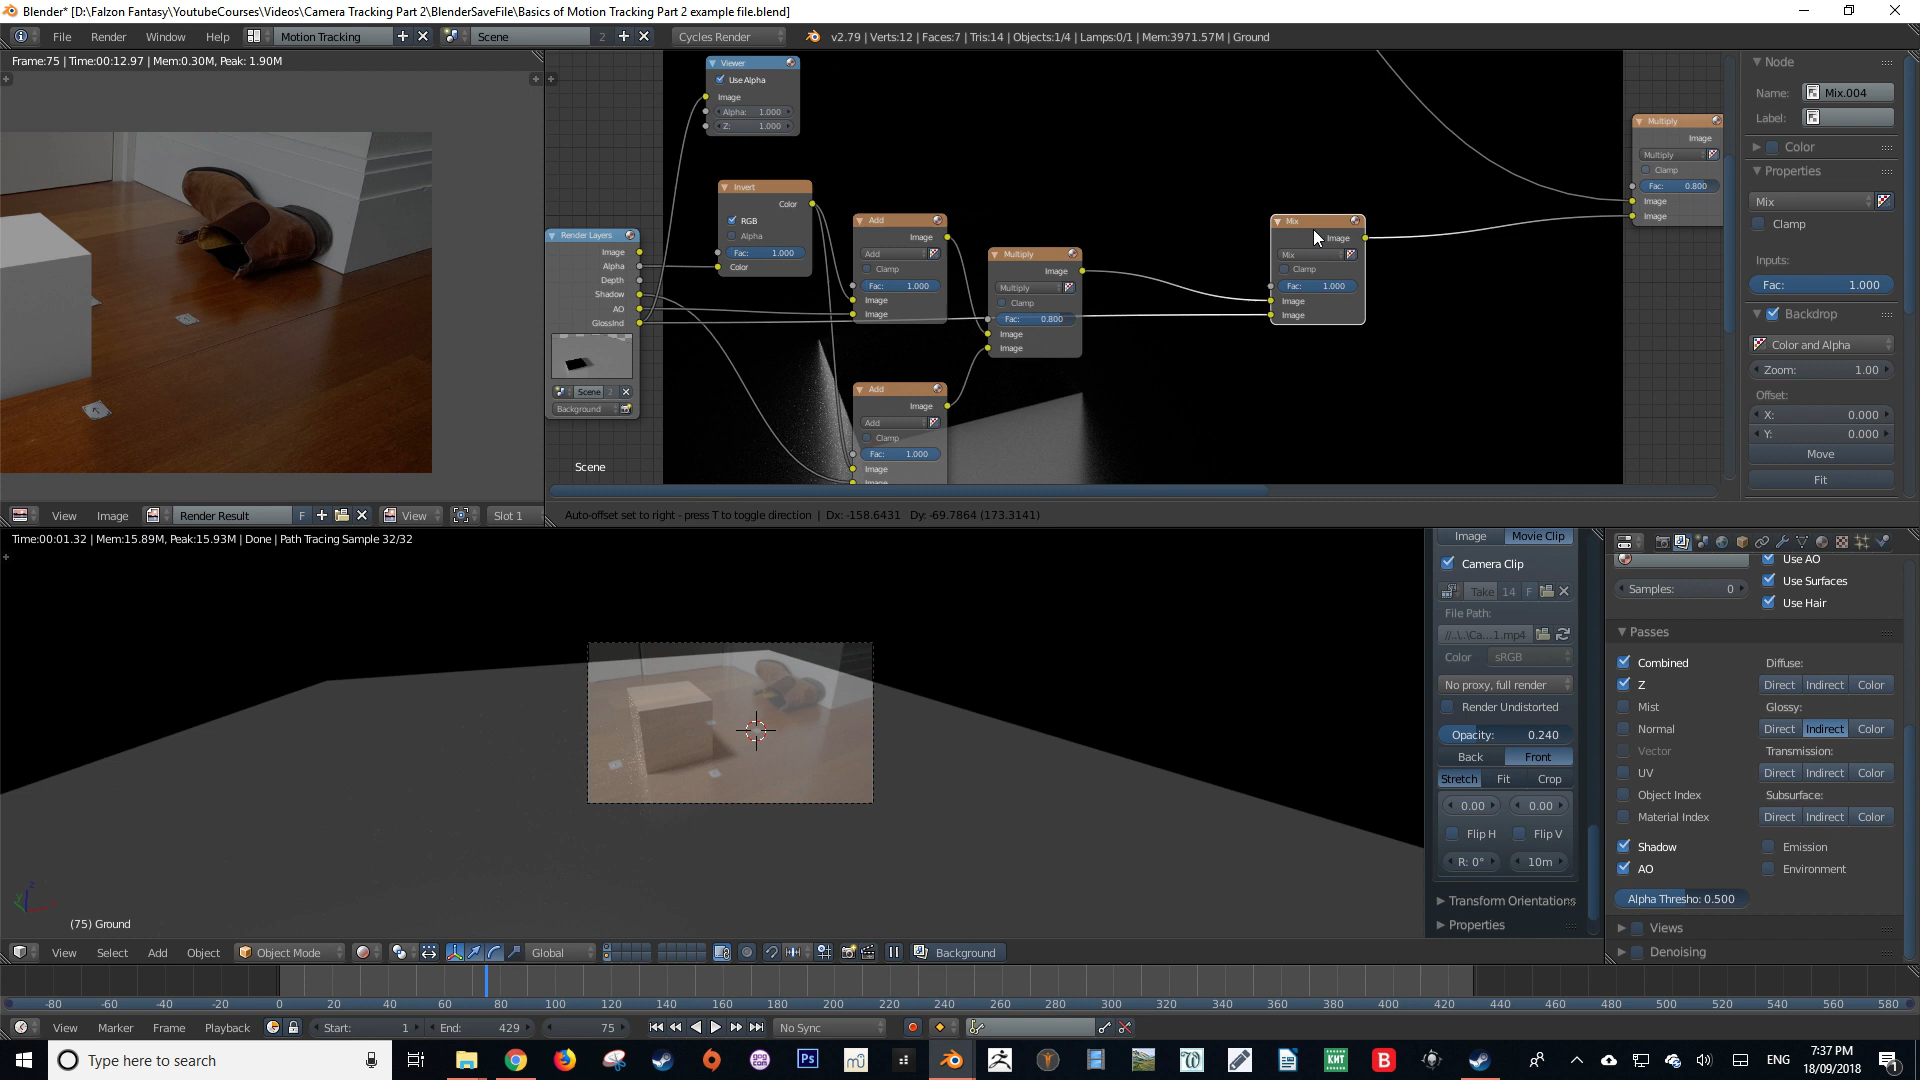 Blender* [D:\Falzon Fantasy\YoutubeCourses\Videos\Camera Tracking Part 2\BlenderSaveFile\Basics of Motion Tracking Part 2 example file.blend]
File Render Window Help Motion Tracking Scene 2 Cycles Render v2.79 | Verts:12 | Faces:7 | Tris:14 | Objects:1/4 | Lamps:0/1 | Mem:3971.57M | Ground
Frame:75 | Time:00:12.97 | Mem:0.30M, Peak: 1.90M
Viewer
Use Alpha
Image
Alpha: 1.000
Z: 1.000
Invert
Color
RGB
Alpha
Fac: 1.000
Color
Render Layers
Image
Alpha
Depth
Shadow
AO
GlossInd
Scene 2
Background
Scene
Add
Image
Add
Clamp
Fac: 1.000
Image
Image
Multiply
Image
Multiply
Clamp
Fac: 0.800
Image
Image
Add
Image
Add
Clamp
Fac: 1.000
Image
Image
Mix
Image
Mix
Clamp
Fac: 1.000
Image
Image
Multiply
Image
Multiply
Clamp
Fac: 0.800
Image
Image
Node
Name: Mix.004
Label:
Color
Properties
Mix
Clamp
Inputs:
Fac: 1.000
Backdrop
Color and Alpha
Zoom: 1.00
Offset:
X: 0.000
Y: 0.000
Move
Fit
View Image Render Result F View Slot 1
Auto-offset set to right - press T to toggle direction | Dx: -158.6431 Dy: -69.7864 (173.3141)
Time:00:01.32 | Mem:15.89M, Peak:15.93M | Done | Path Tracing Sample 32/32
(75) Ground
Image Movie Clip
Camera Clip
Take 14 F
File Path:
//..\..\Ca...1.mp4
Color sRGB
No proxy, full render
Render Undistorted
Opacity: 0.240
Back Front
Stretch Fit Crop
0.00 0.00
Flip H Flip V
R: 0° 10m
Transform Orientations
Properties
Use AO
Samples: 0 Use Surfaces
Use Hair
Passes
Combined Diffuse:
Z Direct Indirect Color
Mist Glossy:
Normal Direct Indirect Color
Vector Transmission:
UV Direct Indirect Color
Object Index Subsurface:
Material Index Direct Indirect Color
Shadow Emission
AO Environment
Alpha Thresho: 0.500
Views
Denoising
View Select Add Object Object Mode Global Background
-80 -60 -40 -20 0 20 40 60 80 100 120 140 160 180 200 220 240 260 280 300 320 340 360 380 400 420 440 460 480 500 520 540 560 580
View Marker Frame Playback Start: 1 End: 429 75 No Sync
Type here to search
Ps
KMT
B
ENG
7:37 PM
18/09/2018
1